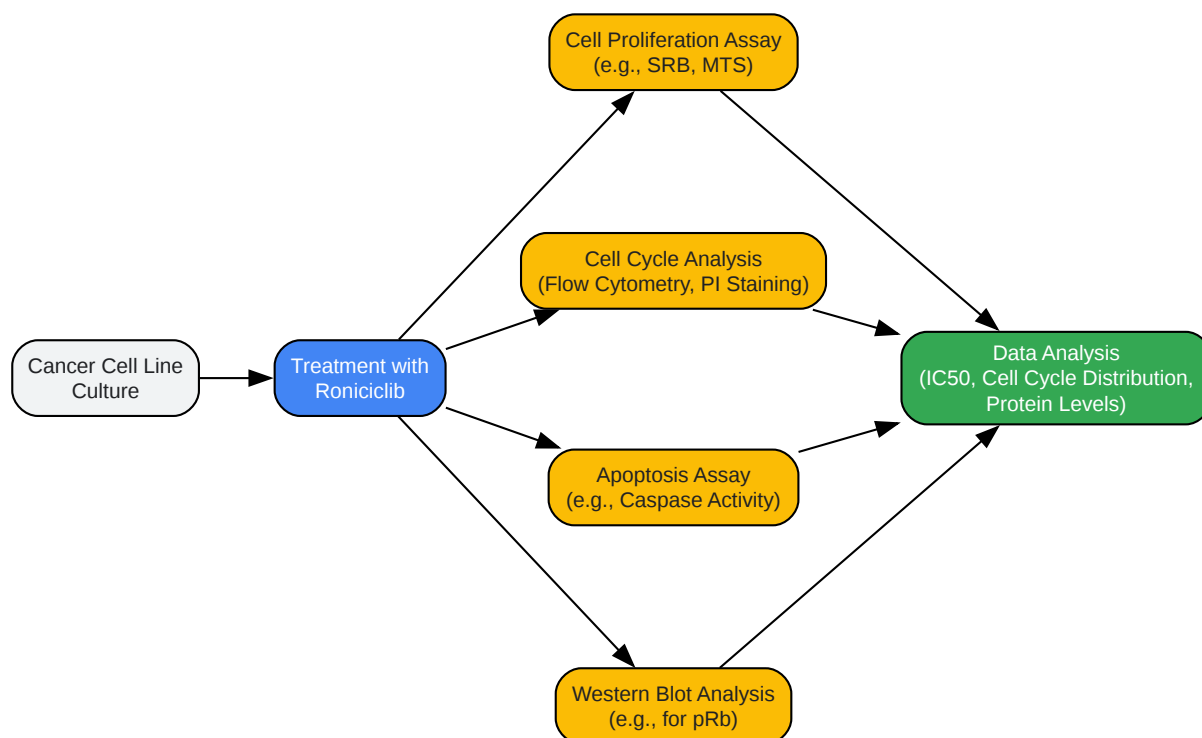 Cell Proliferation Assay
(e.g., SRB, MTS)
Cell Cycle Analysis
(Flow Cytometry, PI Staining)
Cancer Cell Line
Culture
Treatment with
Roniciclib
Data Analysis
(IC50, Cell Cycle Distribution,
Protein Levels)
Apoptosis Assay
(e.g., Caspase Activity)
Western Blot Analysis
(e.g., for pRb)